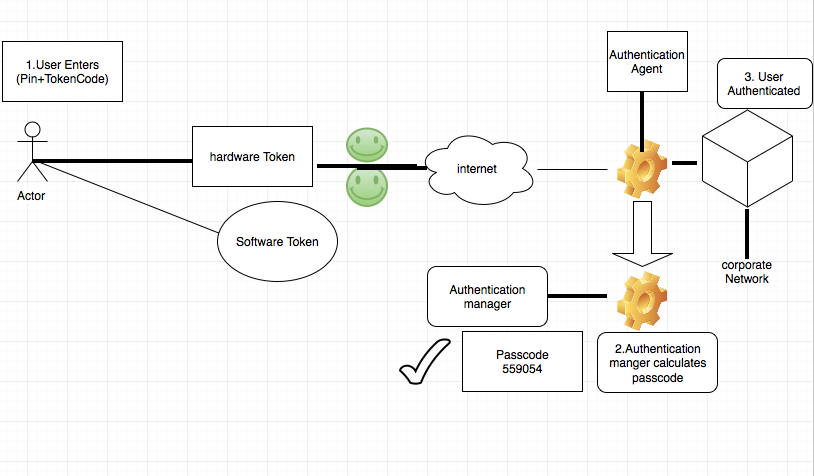 1.User Enters
(Pin+TokenCode)
Authentication
Agent
3. User
Authenticated
hardware Token
internet
Actor
Software Token
corporate
Network
Authentication
manager
Passcode
559054
2.Authentication
manger calculates
passcode